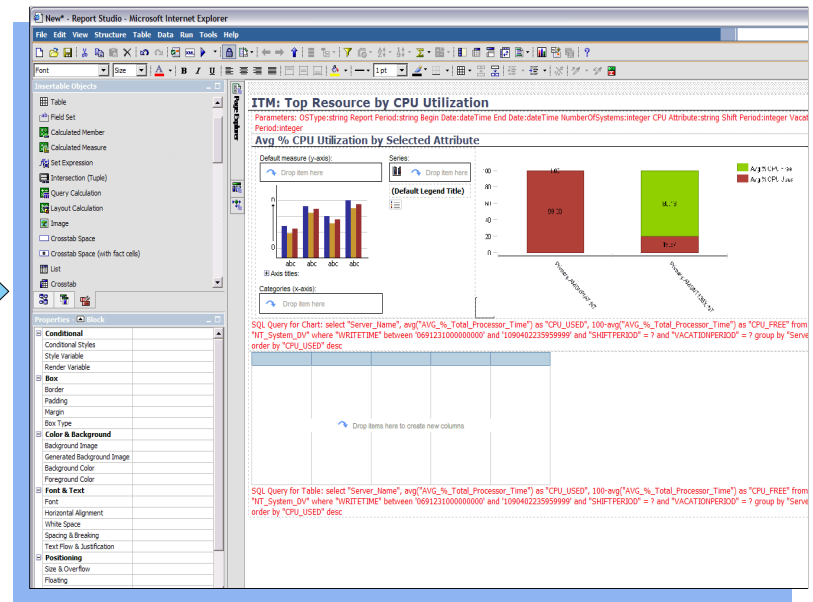 New* - Report Studio - Microsoft Internet Explorer
File Edit View Structure Table Data Run Tools Help
Font Size A B I U 1 pt
Insertable Objects
Table
Field Set
Calculated Member
Calculated Measure
Set Expression
Intersection (Tuple)
Query Calculation
Layout Calculation
Image
Crosstab Space
Crosstab Space (with fact cells)
List
Crosstab
Properties - Block
Conditional
Conditional Styles
Style Variable
Render Variable
Box
Border
Padding
Margin
Box Type
Color & Background
Background Image
Generated Background Image
Background Color
Foreground Color
Font & Text
Font
Horizontal Alignment
White Space
Spacing & Breaking
Text Flow & Justification
Positioning
Size & Overflow
Floating
Page Explorer
ITM: Top Resource by CPU Utilization
Parameters: OSType:string Report Period:string Begin Date:dateTime End Date:dateTime NumberOfSystems:integer CPU Attribute:string Shift Period:integer Vacat
Period:integer
Avg % CPU Utilization by Selected Attribute
Default measure (y-axis):
Drop item here
Series:
Drop item here
(Default Legend Title)
n
0
abc abc abc abc
Axis titles:
Categories (x-axis):
Drop item here
SQL Query for Chart: select "Server_Name", avg("AVG_%_Total_Processor_Time") as "CPU_USED", 100-avg("AVG_%_Total_Processor_Time") as "CPU_FREE" from
"NT_System_DV" where "WRITETIME" between '0691231000000000' and '1090402235959999' and "SHIFTPERIOD" = ? and "VACATIONPERIOD" = ? group by "Serve
order by "CPU_USED" desc
Drop items here to create new columns
SQL Query for Table: select "Server_Name", avg("AVG_%_Total_Processor_Time") as "CPU_USED", 100-avg("AVG_%_Total_Processor_Time") as "CPU_FREE" from
"NT_System_DV" where "WRITETIME" between '0691231000000000' and '1090402235959999' and "SHIFTPERIOD" = ? and "VACATIONPERIOD" = ? group by "Serve
order by "CPU_USED" desc